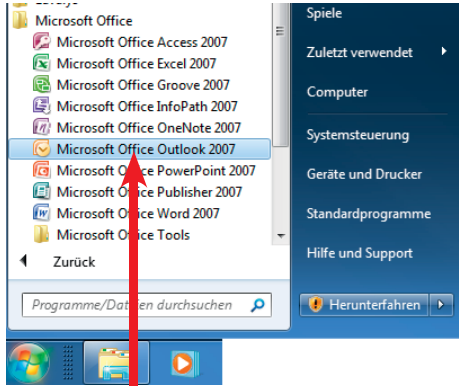 Microsoft Office
Microsoft Office Access 2007
Microsoft Office Excel 2007
Microsoft Office Groove 2007
Microsoft Office InfoPath 2007
Microsoft Office OneNote 2007
Microsoft Office Outlook 2007
Microsoft Office PowerPoint 2007
Microsoft Office Publisher 2007
Microsoft Office Word 2007
Microsoft Office Tools
Zurück
Programme/Dateien durchsuchen
Spiele
Zuletzt verwendet
Computer
Systemsteuerung
Geräte und Drucker
Standardprogramme
Hilfe und Support
Herunterfahren